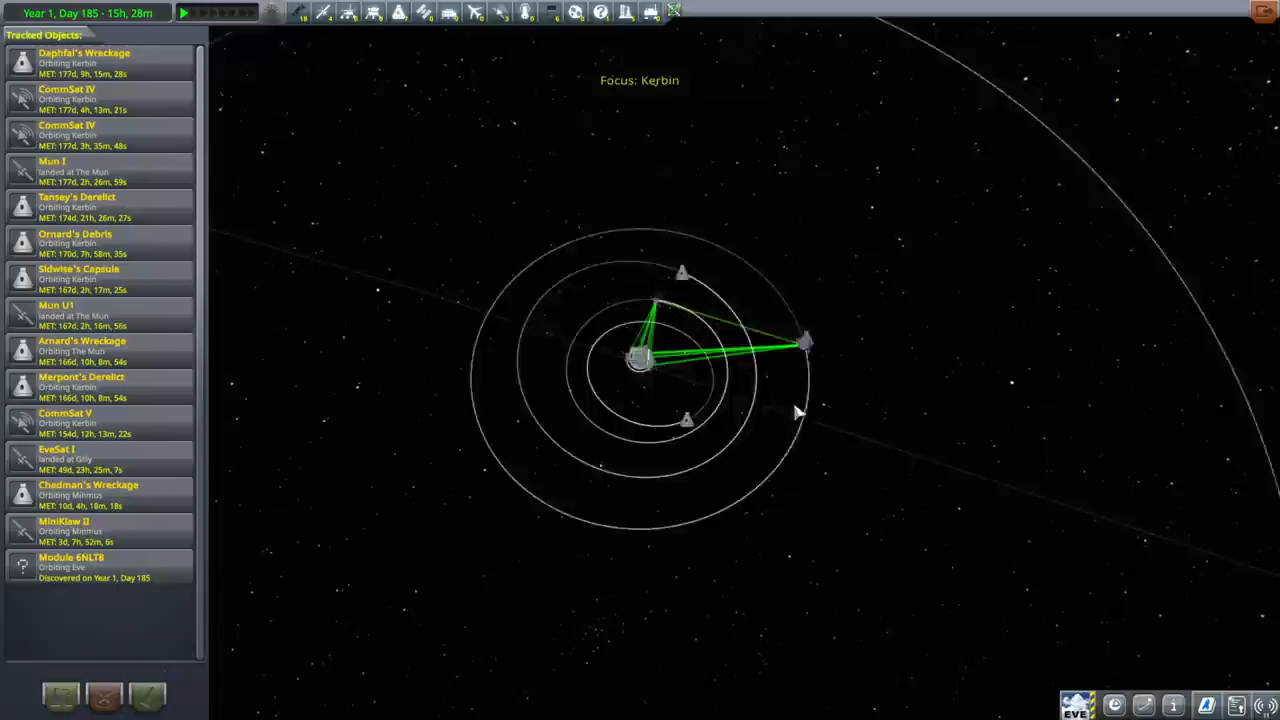 Year 1, Day 185 - 15h, 28m
Tracked Objects:
Focus: Kerbin
Daphfal's Wreckage
Orbiting Kerbin
MET: 177d, 9h, 15m, 28s
CommSat IV
Orbiting Kerbin
MET: 177d, 4h, 13m, 21s
CommSat IV
Orbiting Kerbin
MET: 177d, 3h, 35m, 48s
Mun I
landed at The Mun
MET: 177d, 2h, 26m, 59s
Tansey's Derelict
Orbiting Kerbin
MET: 174d, 21h, 26m, 27s
Ornard's Debris
Orbiting Kerbin
MET: 170d, 7h, 58m, 35s
Sidwise's Capsule
Orbiting Kerbin
MET: 167d, 2h, 17m, 25s
Mun U1
landed at The Mun
MET: 167d, 2h, 16m, 56s
Arnard's Wreckage
Orbiting The Mun
MET: 166d, 10h, 8m, 54s
Merpont's Derelict
Orbiting Kerbin
MET: 166d, 10h, 8m, 54s
CommSat V
Orbiting Kerbin
MET: 154d, 12h, 13m, 22s
EveSat I
landed at Gilly
MET: 49d, 23h, 25m, 7s
Chadman's Wreckage
Orbiting Minmus
MET: 10d, 4h, 18m, 18s
MiniKlaw II
Orbiting Minmus
MET: 3d, 7h, 52m, 6s
Module 6NLT8
Orbiting Eve
Discovered on Year 1, Day 185
EVE